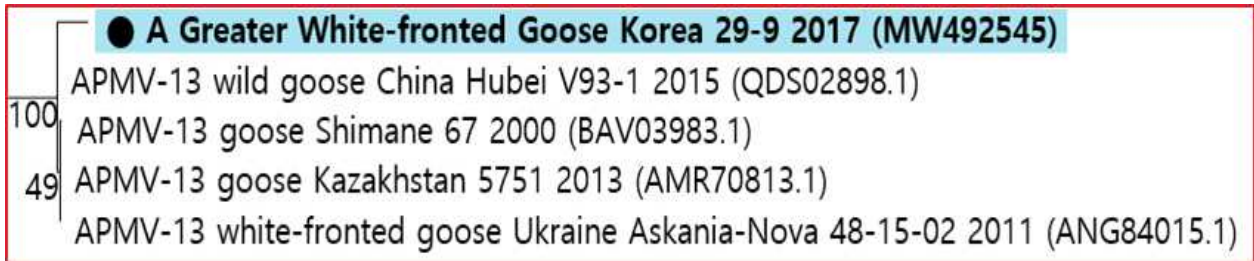 ● A Greater White-fronted Goose Korea 29-9 2017 (MW492545)
APMV-13 wild goose China Hubei V93-1 2015 (QDS02898.1)
100
APMV-13 goose Shimane 67 2000 (BAV03983.1)
49 APMV-13 goose Kazakhstan 5751 2013 (AMR70813.1)
APMV-13 white-fronted goose Ukraine Askania-Nova 48-15-02 2011 (ANG84015.1)